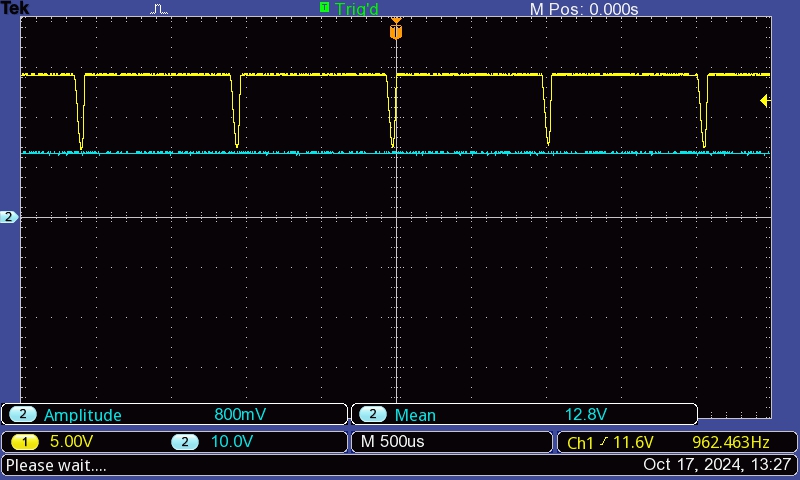 Tek T Trig'd M Pos: 0.000s
T
2
2 Amplitude 800mV 2 Mean 12.8V
1 5.00V 2 10.0V M 500us Ch1 11.6V 962.463Hz
Please wait.... Oct 17, 2024, 13:27